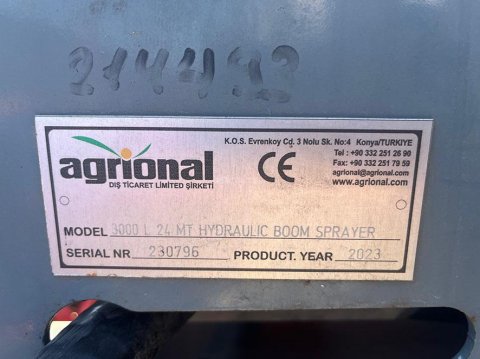 2144493
agrional
DIŞ TİCARET LİMİTED ŞİRKETİ
CE
K.O.S. Evrenkoy Cd. 3 Nolu Sk. No:4 Konya/TURKIYE
Tel : +90 332 251 26 90
Fax: +90 332 251 79 59
agrional@agrional.com
www.agrional.com
MODEL 3000 L 24 MT HYDRAULIC BOOM SPRAYER
SERIAL NR 230796 PRODUCT. YEAR 2023